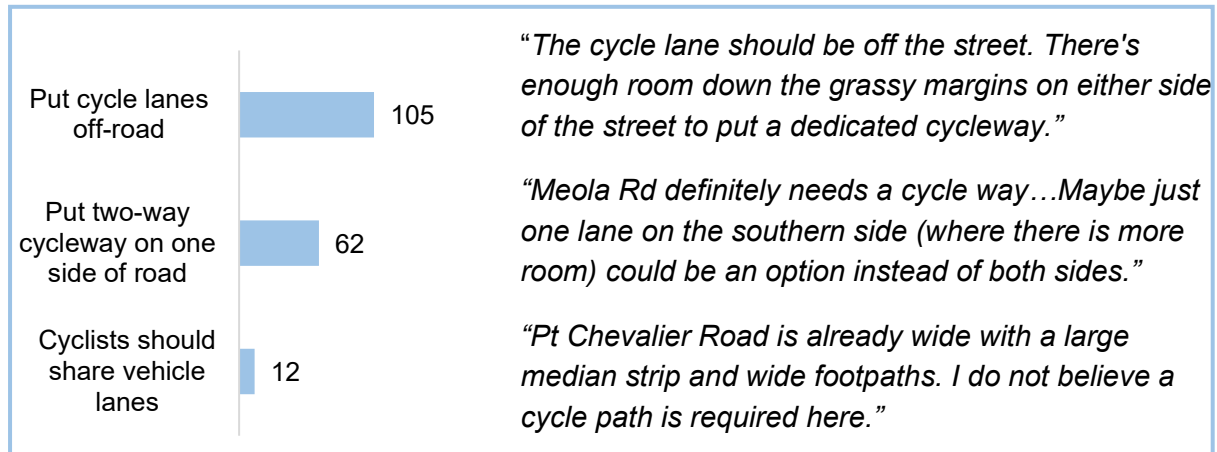 Put cycle lanes
off-road
105
“The cycle lane should be off the street. There's
enough room down the grassy margins on either side
of the street to put a dedicated cycleway.”
Put two-way
cycleway on one
side of road
62
“Meola Rd definitely needs a cycle way…Maybe just
one lane on the southern side (where there is more
room) could be an option instead of both sides.”
Cyclists should
share vehicle
lanes
12
“Pt Chevalier Road is already wide with a large
median strip and wide footpaths. I do not believe a
cycle path is required here.”